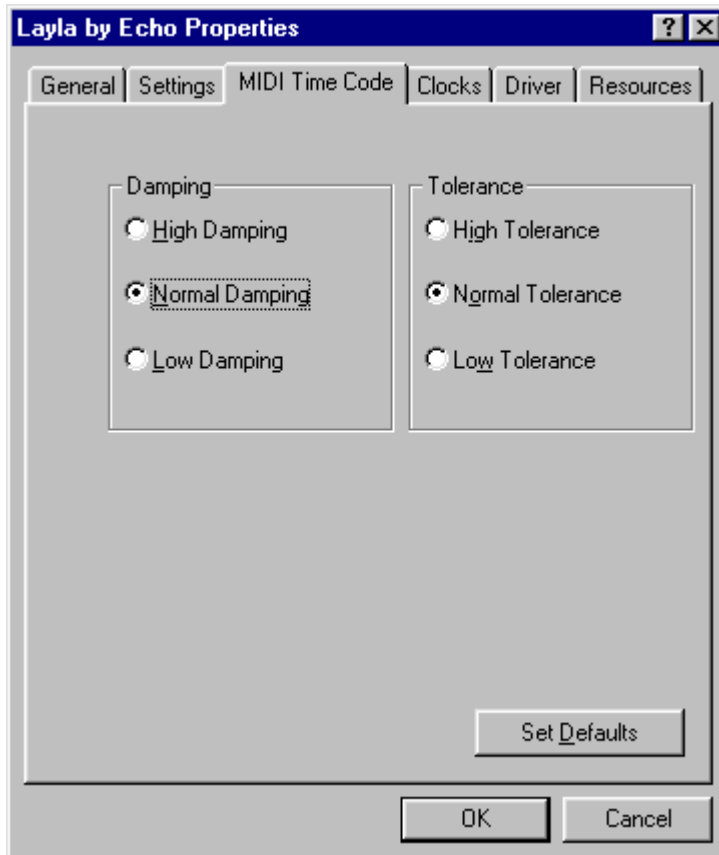 Layla by Echo Properties
General Settings MIDI Time Code Clocks Driver Resources
Damping
High Damping
Normal Damping
Low Damping
Tolerance
High Tolerance
Normal Tolerance
Low Tolerance
Set Defaults
OK Cancel